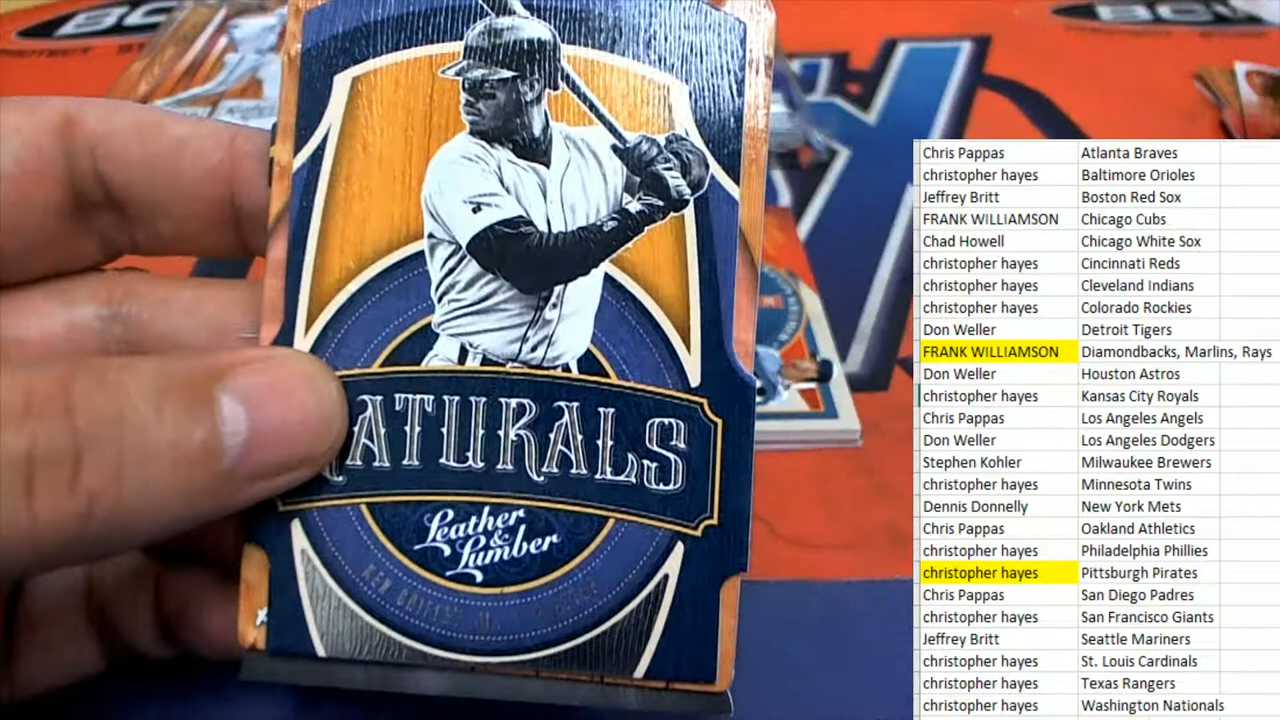 NATURALS
Leather
& Lumber
KEN GRIFFEY JR.
Chris Pappas Atlanta Braves
christopher hayes Baltimore Orioles
Jeffrey Britt Boston Red Sox
FRANK WILLIAMSON Chicago Cubs
Chad Howell Chicago White Sox
christopher hayes Cincinnati Reds
christopher hayes Cleveland Indians
christopher hayes Colorado Rockies
Don Weller Detroit Tigers
FRANK WILLIAMSON Diamondbacks, Marlins, Rays
Don Weller Houston Astros
christopher hayes Kansas City Royals
Chris Pappas Los Angeles Angels
Don Weller Los Angeles Dodgers
Stephen Kohler Milwaukee Brewers
christopher hayes Minnesota Twins
Dennis Donnelly New York Mets
Chris Pappas Oakland Athletics
christopher hayes Philadelphia Phillies
christopher hayes Pittsburgh Pirates
Chris Pappas San Diego Padres
christopher hayes San Francisco Giants
Jeffrey Britt Seattle Mariners
christopher hayes St. Louis Cardinals
christopher hayes Texas Rangers
christopher hayes Washington Nationals